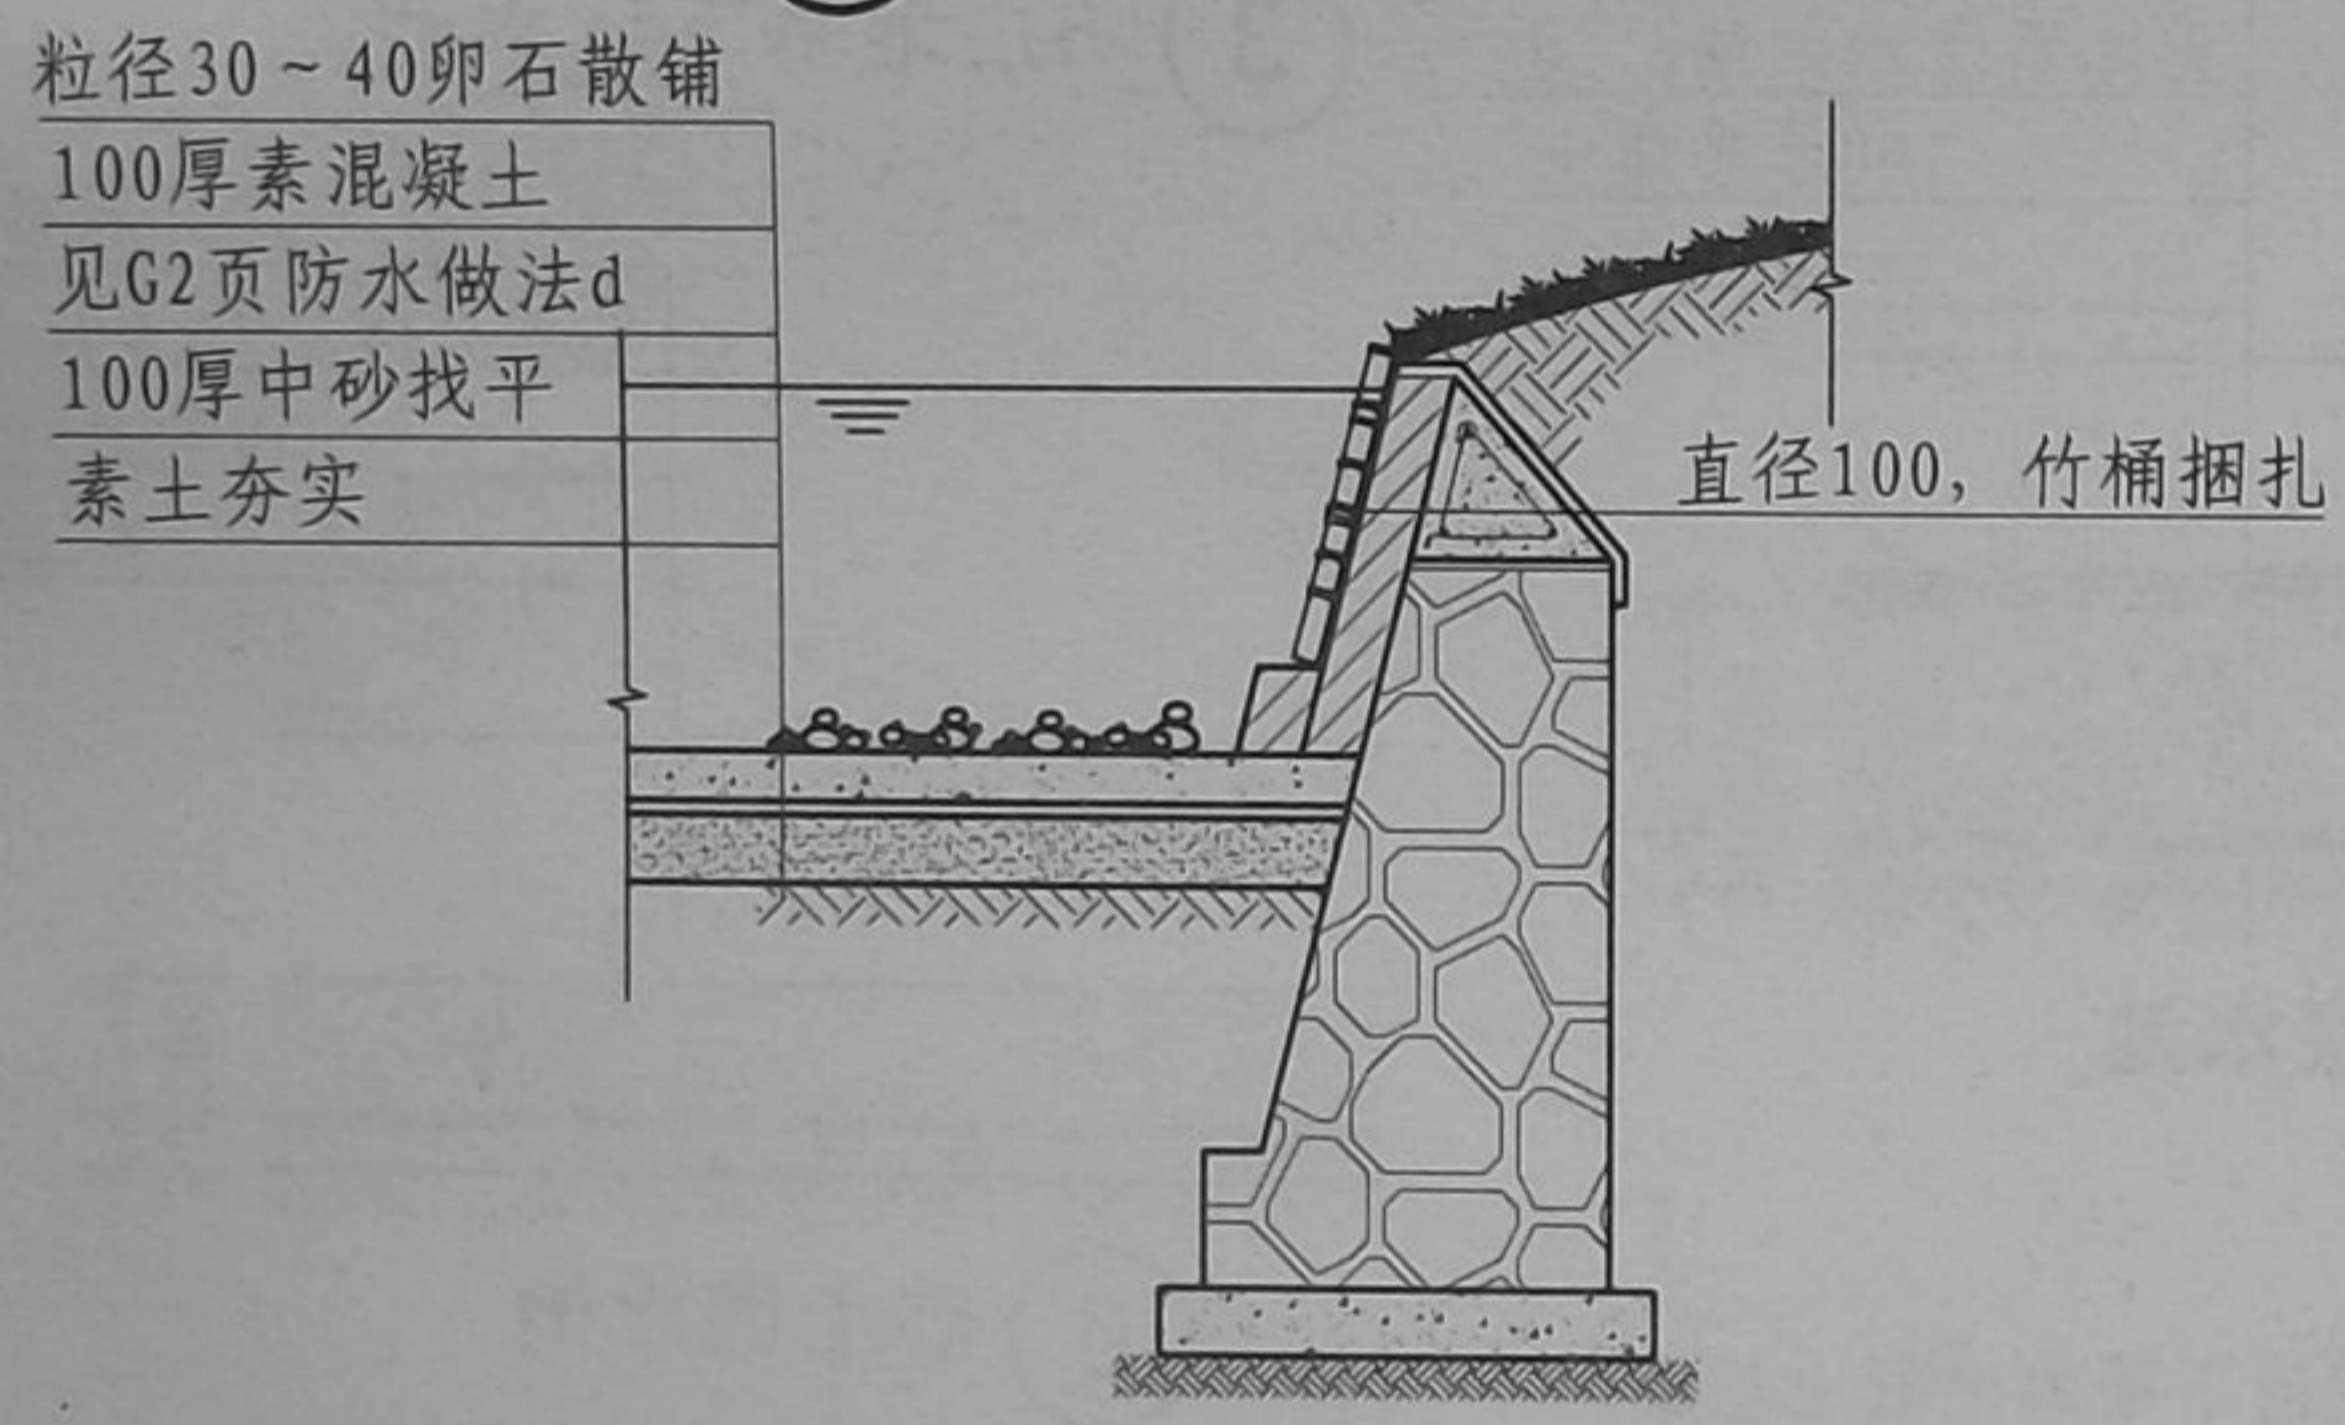 粒径30~40卵石散铺
100厚素混凝土
见G2页防水做法d
100厚中砂找平
素土夯实
直径100,竹桶捆扎